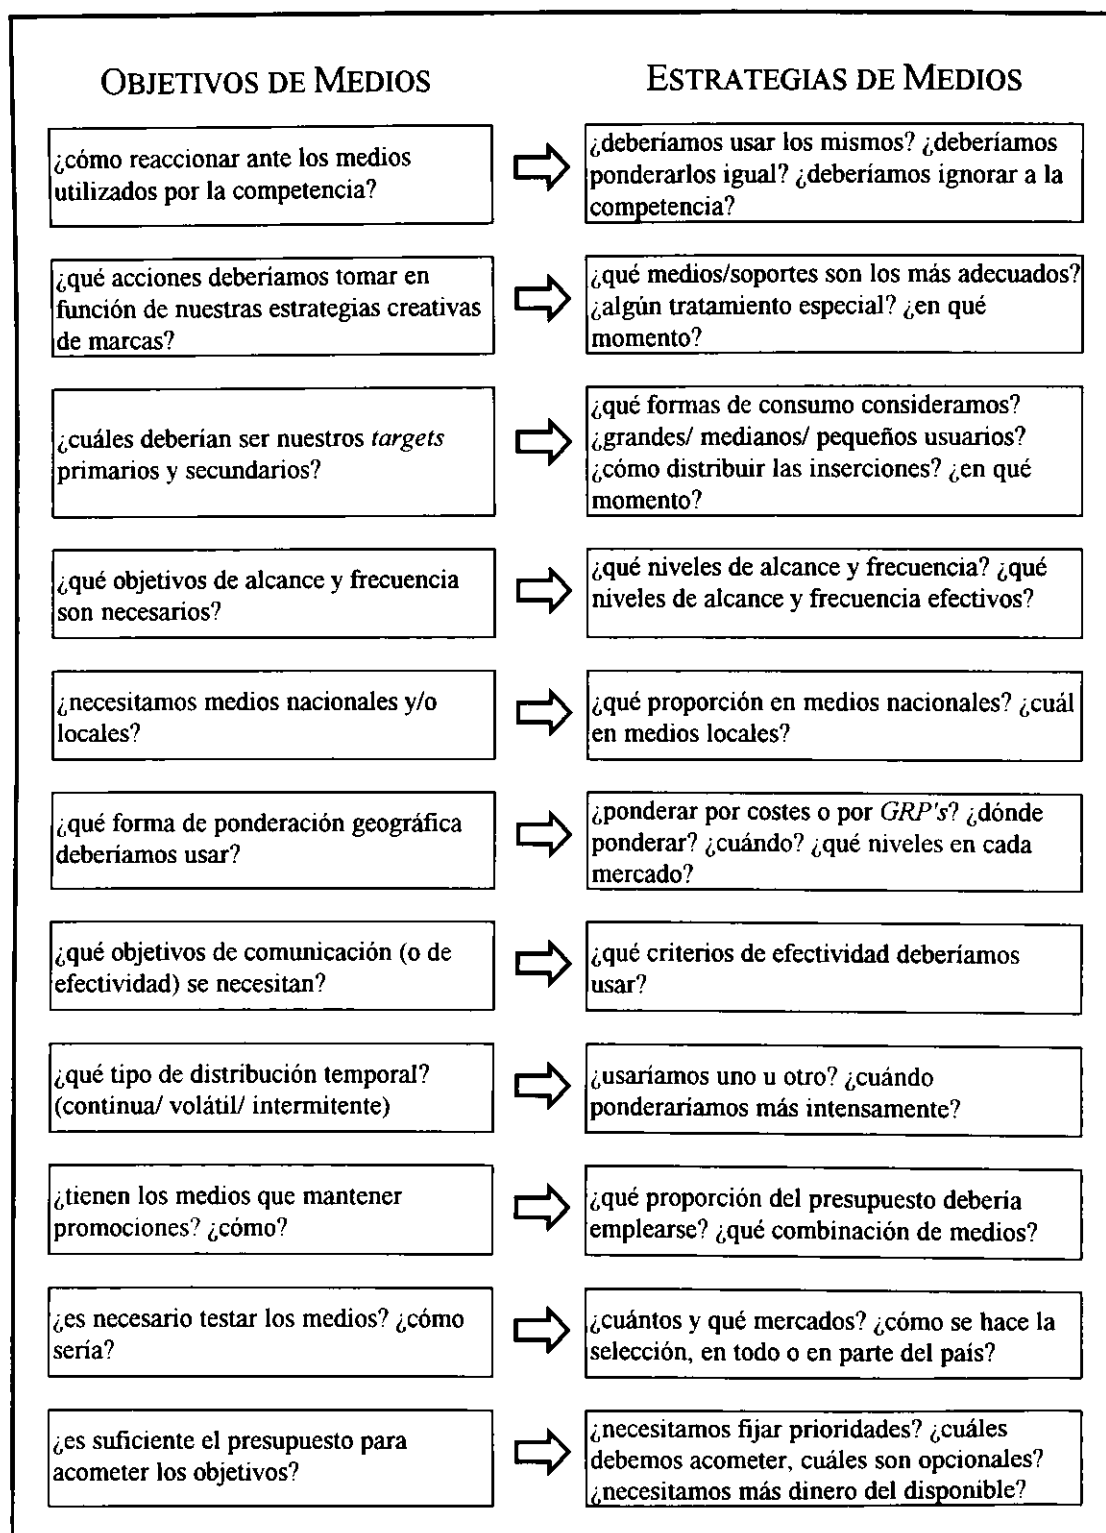 OBJETIVOS DE MEDIOS
ESTRATEGIAS DE MEDIOS
¿cómo reaccionar ante los medios
utilizados por la competencia?
¿deberíamos usar los mismos? ¿deberíamos
ponderarlos igual? ¿deberíamos ignorar a la
competencia?
¿qué acciones deberíamos tomar en
función de nuestras estrategias creativas
de marcas?
¿qué medios/soportes son los más adecuados?
¿algún tratamiento especial? ¿en qué
momento?
¿cuáles deberían ser nuestros targets
primarios y secundarios?
¿qué formas de consumo consideramos?
¿grandes/ medianos/ pequeños usuarios?
¿cómo distribuir las inserciones? ¿en qué
momento?
¿qué objetivos de alcance y frecuencia
son necesarios?
¿qué niveles de alcance y frecuencia? ¿qué
niveles de alcance y frecuencia efectivos?
¿necesitamos medios nacionales y/o
locales?
¿qué proporción en medios nacionales? ¿cuál
en medios locales?
¿qué forma de ponderación geográfica
deberíamos usar?
¿ponderar por costes o por GRP's? ¿dónde
ponderar? ¿cuándo? ¿qué niveles en cada
mercado?
¿qué objetivos de comunicación (o de
efectividad) se necesitan?
¿qué criterios de efectividad deberíamos
usar?
¿qué tipo de distribución temporal?
(continua/ volátil/ intermitente)
¿usaríamos uno u otro? ¿cuándo
ponderaríamos más intensamente?
¿tienen los medios que mantener
promociones? ¿cómo?
¿qué proporción del presupuesto debería
emplearse? ¿qué combinación de medios?
¿es necesario testar los medios? ¿cómo
sería?
¿cuántos y qué mercados? ¿cómo se hace la
selección, en todo o en parte del país?
¿es suficiente el presupuesto para
acometer los objetivos?
¿necesitamos fijar prioridades? ¿cuáles
debemos acometer, cuáles son opcionales?
¿necesitamos más dinero del disponible?